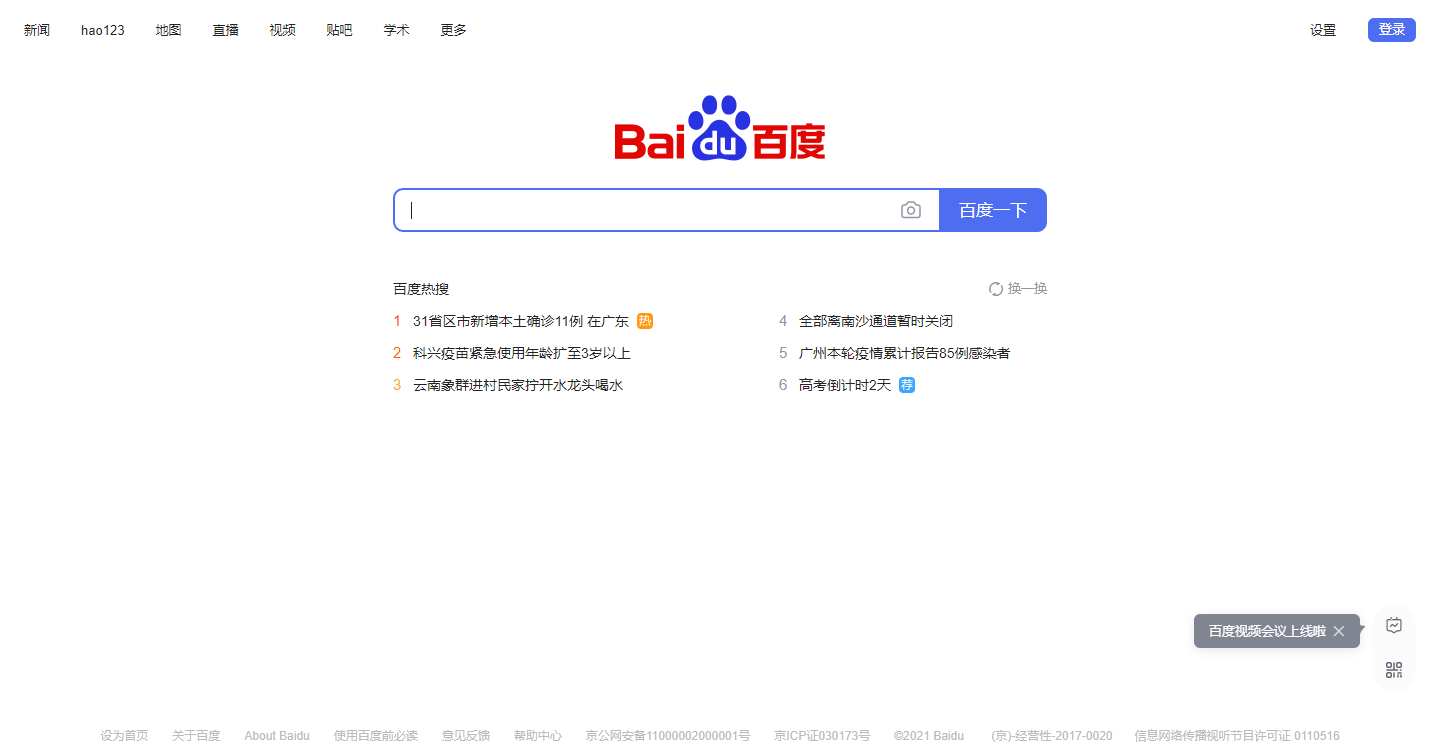 新闻 hao123 地图 直播 视频 贴吧 学术 更多 设置 登录
Baidu百度
百度一下
百度热搜 换一换
1 31省区市新增本土确诊11例 在广东 热
2 科兴疫苗紧急使用年龄扩至3岁以上
3 云南象群进村民家拧开水龙头喝水
4 全部离南沙通道暂时关闭
5 广州本轮疫情累计报告85例感染者
6 高考倒计时2天 荐
百度视频会议上线啦
设为首页 关于百度 About Baidu 使用百度前必读 意见反馈 帮助中心 京公网安备11000002000001号 京ICP证030173号 ©2021 Baidu (京)-经营性-2017-0020 信息网络传播视听节目许可证 0110516